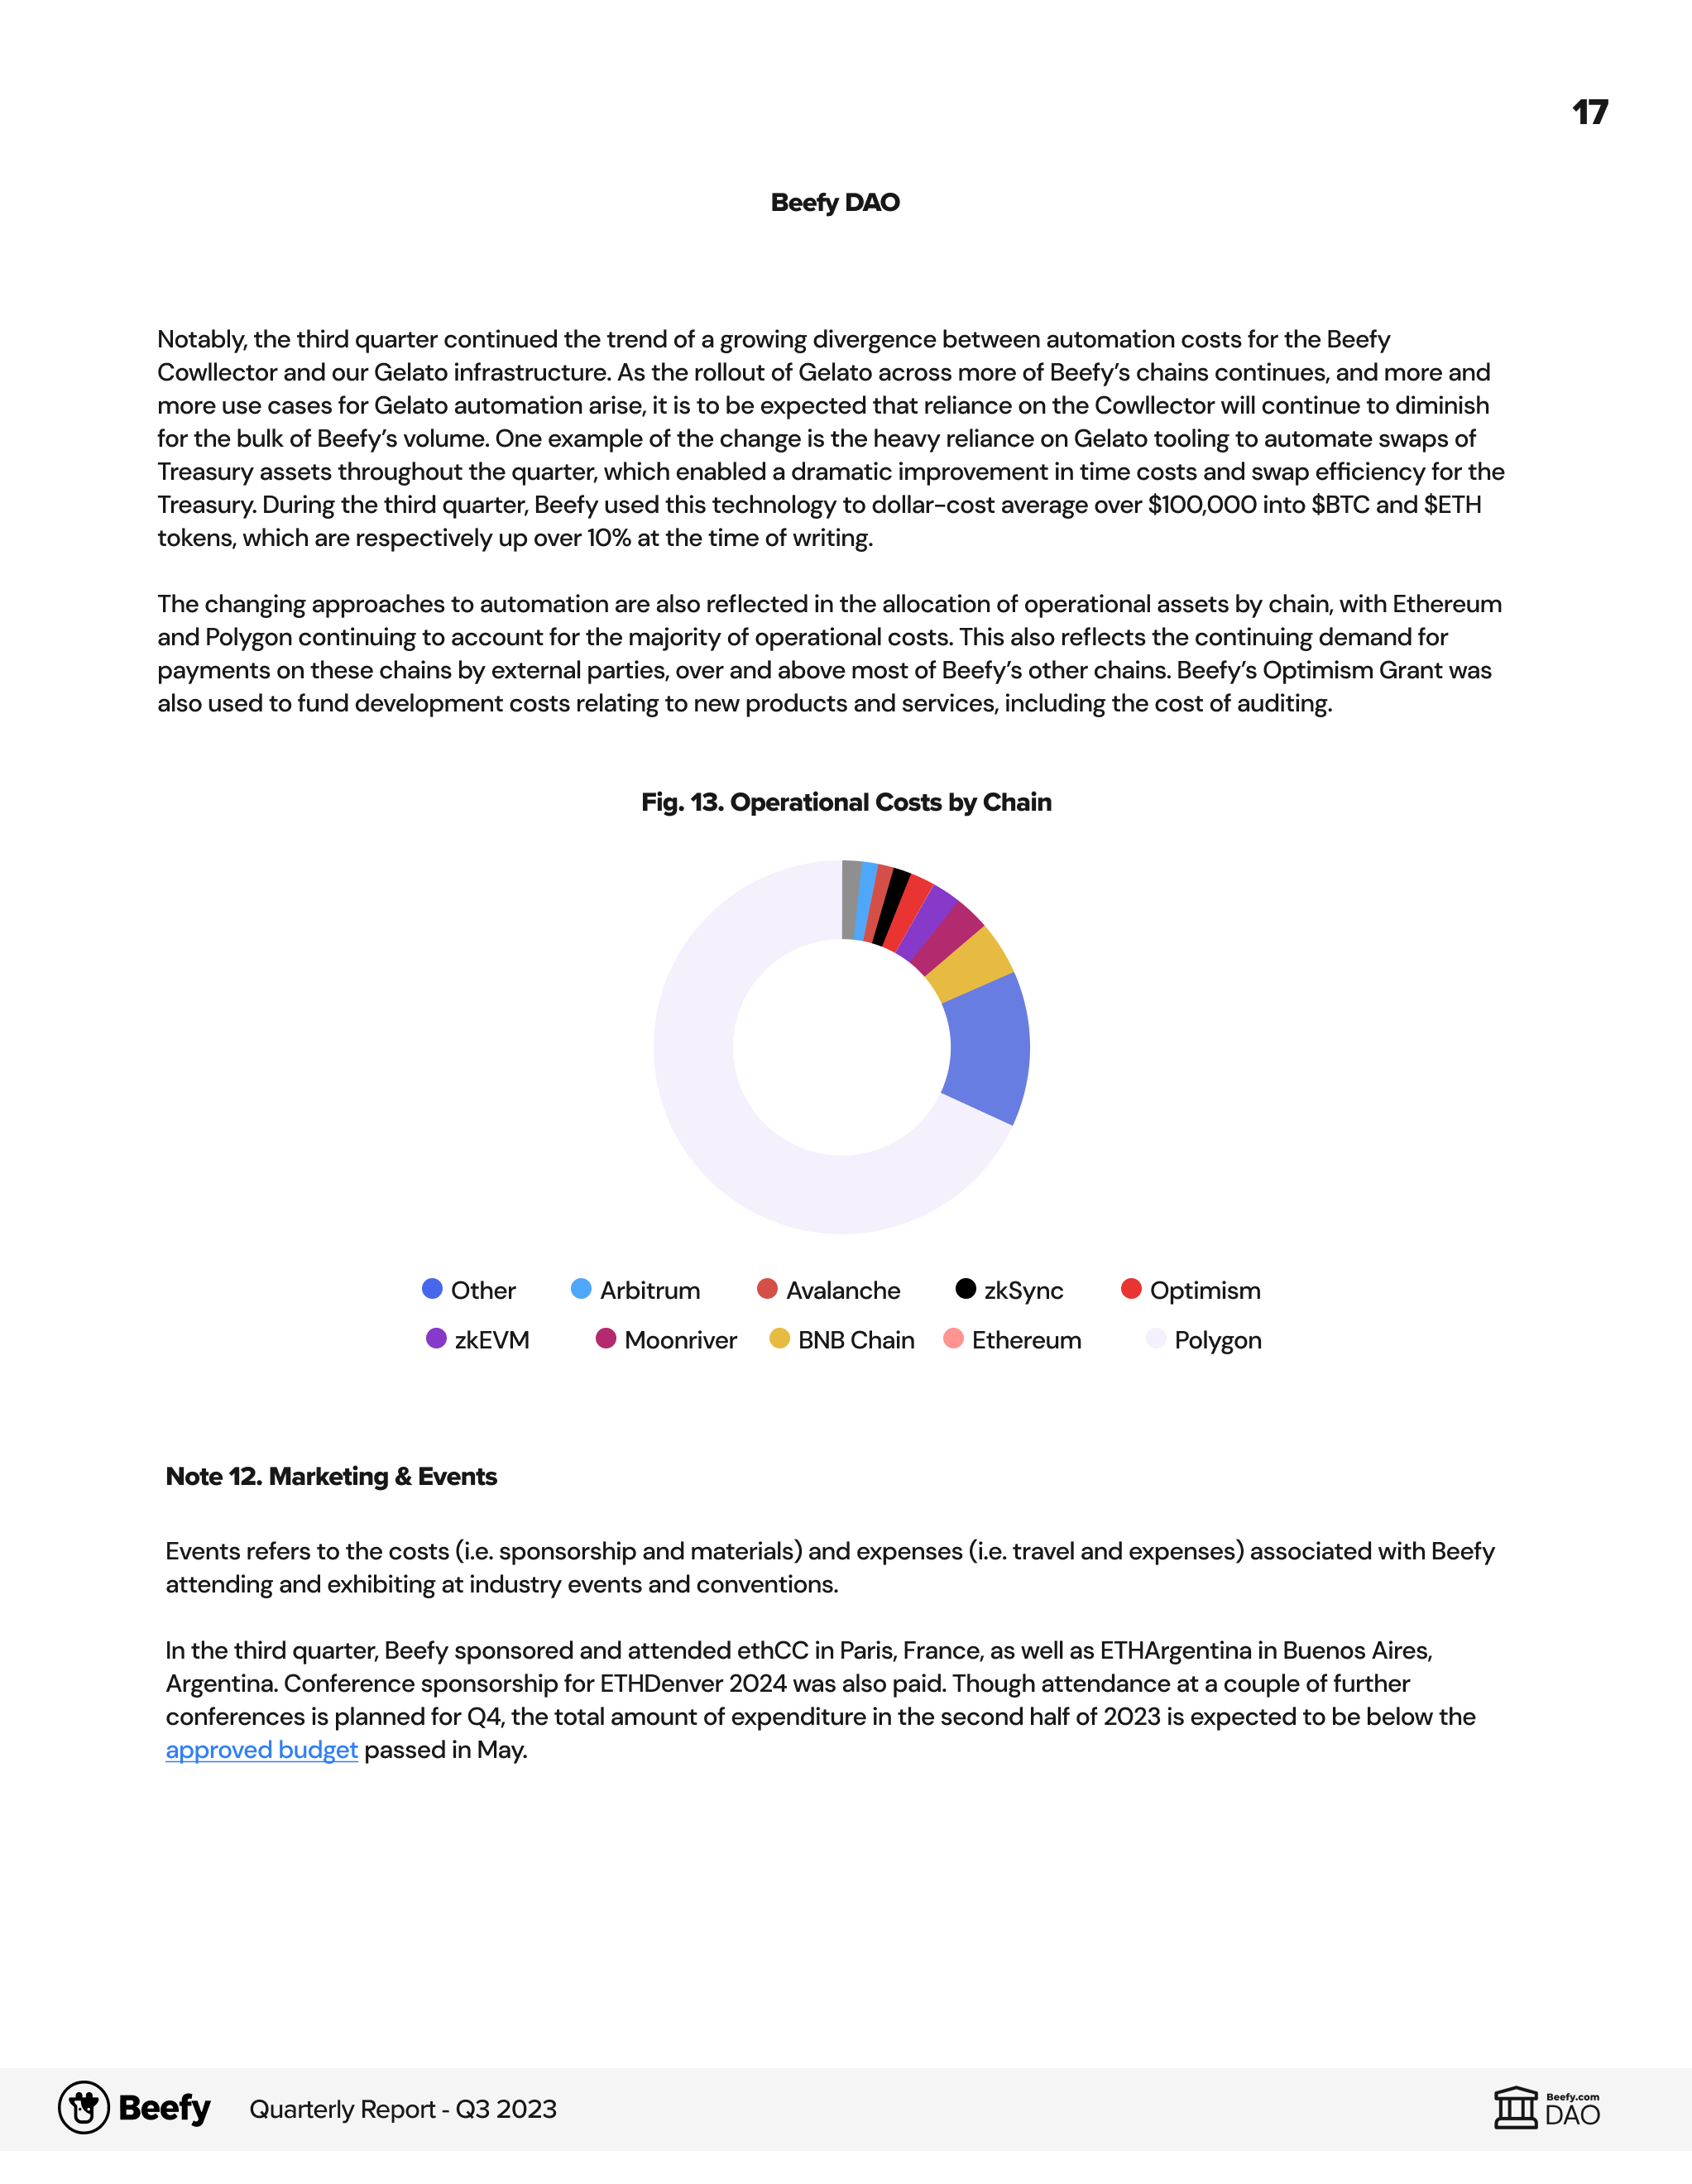 17
Beefy DAO
Notably, the third quarter continued the trend of a growing divergence between automation costs for the Beefy
Cowllector and our Gelato infrastructure. As the rollout of Gelato across more of Beefy’s chains continues, and more and
more use cases for Gelato automation arise, it is to be expected that reliance on the Cowllector will continue to diminish
for the bulk of Beefy’s volume. One example of the change is the heavy reliance on Gelato tooling to automate swaps of
Treasury assets throughout the quarter, which enabled a dramatic improvement in time costs and swap efficiency for the
Treasury. During the third quarter, Beefy used this technology to dollar-cost average over $100,000 into $BTC and $ETH
tokens, which are respectively up over 10% at the time of writing.
The changing approaches to automation are also reflected in the allocation of operational assets by chain, with Ethereum
and Polygon continuing to account for the majority of operational costs. This also reflects the continuing demand for
payments on these chains by external parties, over and above most of Beefy’s other chains. Beefy’s Optimism Grant was
also used to fund development costs relating to new products and services, including the cost of auditing.
Fig. 13. Operational Costs by Chain
Other Arbitrum Avalanche zkSync Optimism
zkEVM Moonriver BNB Chain Ethereum Polygon
Note 12. Marketing & Events
Events refers to the costs (i.e. sponsorship and materials) and expenses (i.e. travel and expenses) associated with Beefy
attending and exhibiting at industry events and conventions.
In the third quarter, Beefy sponsored and attended ethCC in Paris, France, as well as ETHArgentina in Buenos Aires,
Argentina. Conference sponsorship for ETHDenver 2024 was also paid. Though attendance at a couple of further
conferences is planned for Q4, the total amount of expenditure in the second half of 2023 is expected to be below the
approved budget passed in May.
Beefy Quarterly Report - Q3 2023
Beefy.com
DAO